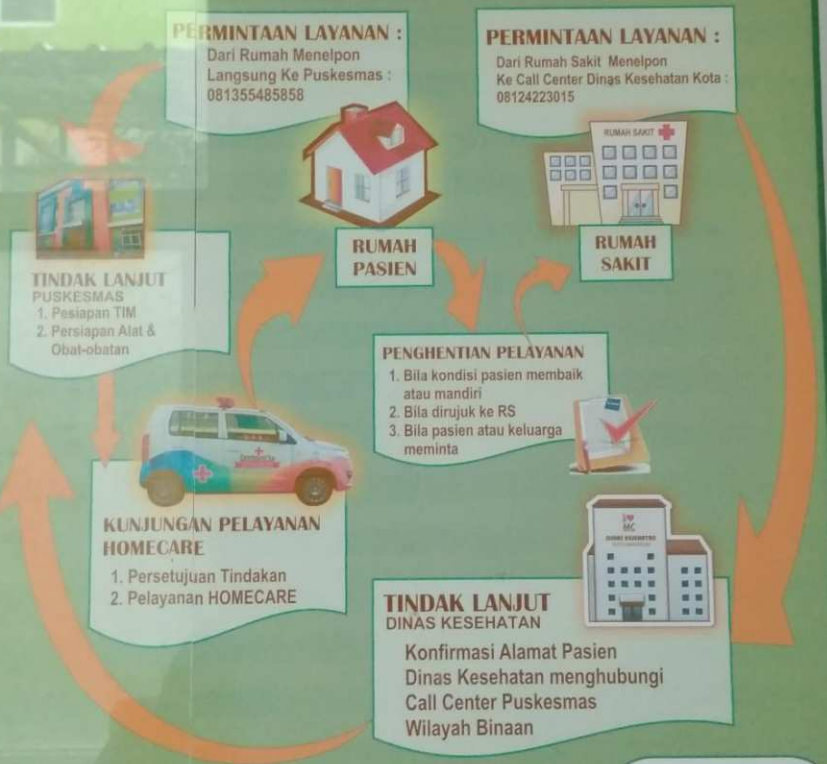 PERMINTAAN LAYANAN :
Dari Rumah Menelpon
Langsung Ke Puskesmas :
081355485858
PERMINTAAN LAYANAN :
Dari Rumah Sakit Menelpon
Ke Call Center Dinas Kesehatan Kota :
08124223015
RUMAH SAKIT
RUMAH
PASIEN
RUMAH
SAKIT
TINDAK LANJUT
PUSKESMAS
1. Pesiapan TIM
2. Persiapan Alat &
Obat-obatan
PENGHENTIAN PELAYANAN
1. Bila kondisi pasien membaik
atau mandiri
2. Bila dirujuk ke RS
3. Bila pasien atau keluarga
meminta
KUNJUNGAN PELAYANAN
HOMECARE
1. Persetujuan Tindakan
2. Pelayanan HOMECARE
TINDAK LANJUT
DINAS KESEHATAN
Konfirmasi Alamat Pasien
Dinas Kesehatan menghubungi
Call Center Puskesmas
Wilayah Binaan